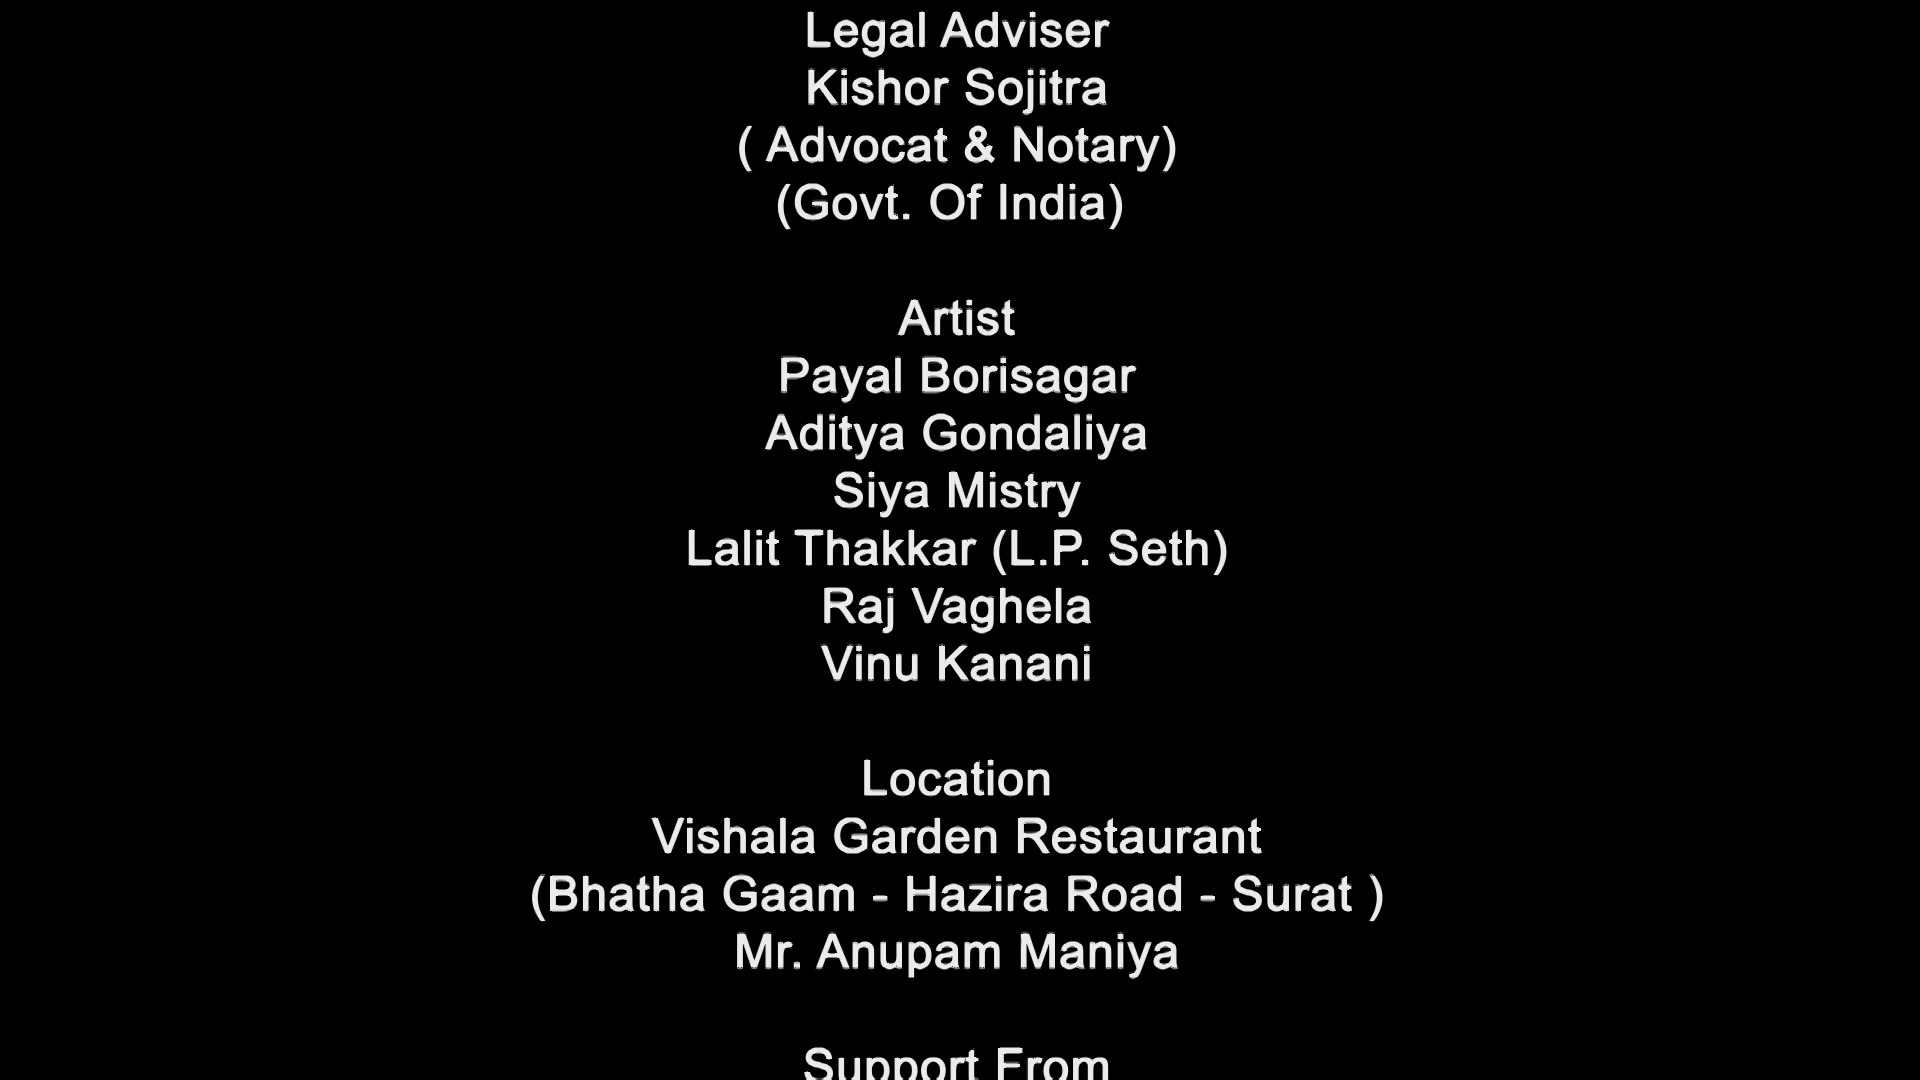 Legal Adviser
Kishor Sojitra
( Advocat & Notary)
(Govt. Of India)
Artist
Payal Borisagar
Aditya Gondaliya
Siya Mistry
Lalit Thakkar (L.P. Seth)
Raj Vaghela
Vinu Kanani
Location
Vishala Garden Restaurant
(Bhatha Gaam - Hazira Road - Surat )
Mr. Anupam Maniya
Support From